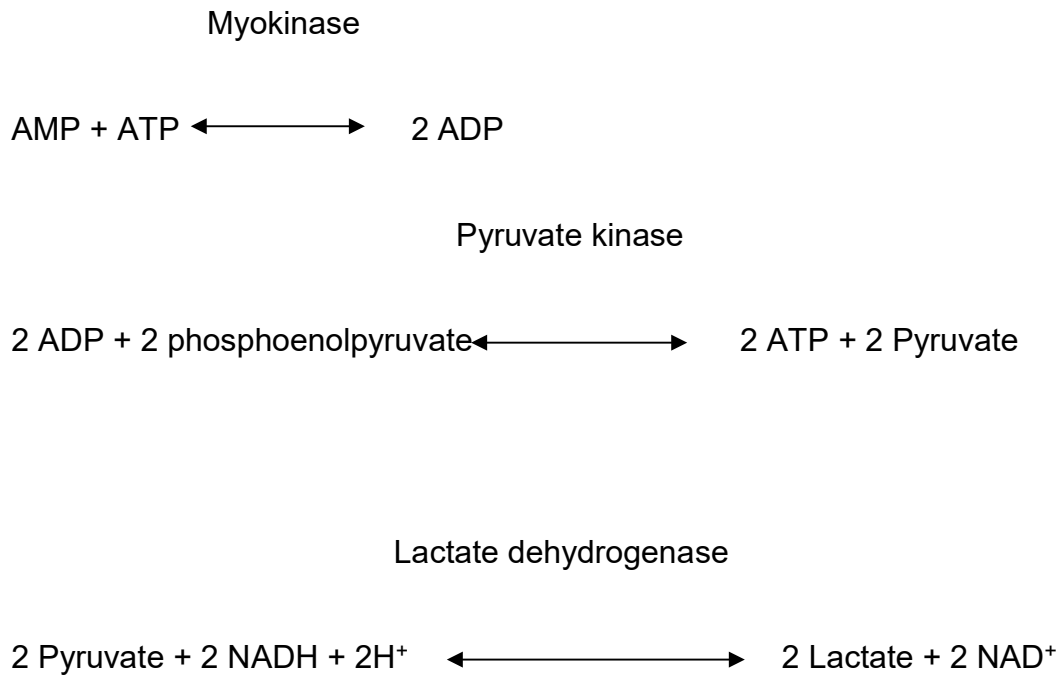 Myokinase
AMP + ATP 2 ADP
Pyruvate kinase
2 ADP + 2 phosphoenolpyruvate 2 ATP + 2 Pyruvate
Lactate dehydrogenase
2 Pyruvate + 2 NADH + 2H⁺ 2 Lactate + 2 NAD⁺